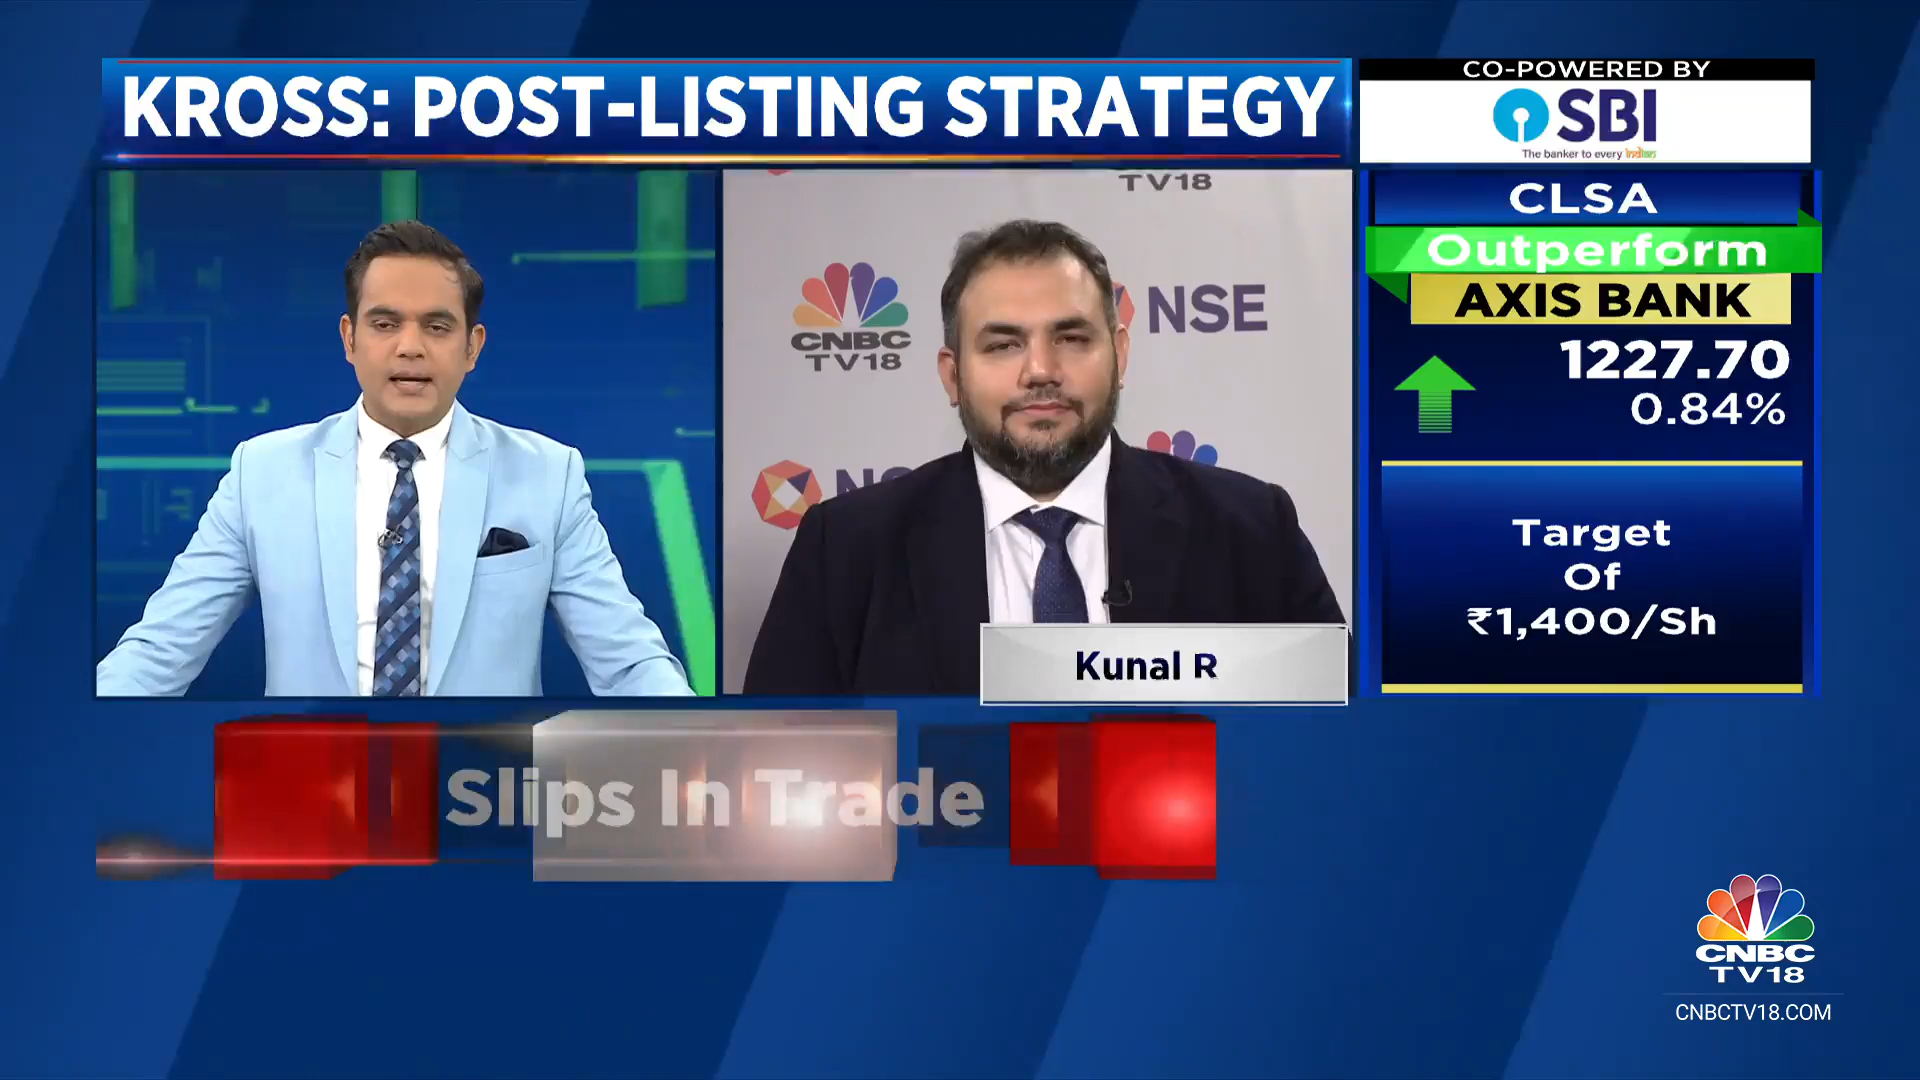 KROSS: POST-LISTING STRATEGY
CO-POWERED BY
SBI
The banker to every indian
CLSA
Outperform
AXIS BANK
1227.70
0.84%
Target
Of
₹1,400/Sh
TV18
CNBC
TV18
NSE
Kunal R
Slips In Trade
CNBC
TV18
CNBCTV18.COM